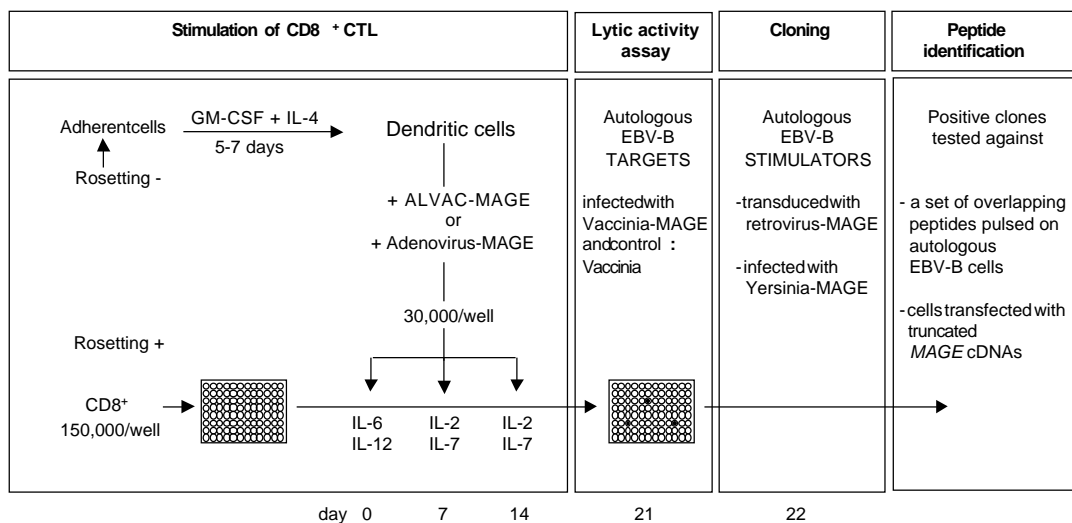 Stimulation of CD8 + CTL
Lytic activity
assay
Cloning
Peptide
identification
Adherentcells
GM-CSF + IL-4
5-7 days
Dendritic cells
Rosetting -
+ ALVAC-MAGE
or
+ Adenovirus-MAGE
30,000/well
Rosetting +
CD8+
150,000/well
IL-6
IL-12
IL-2
IL-7
IL-2
IL-7
Autologous
EBV-B
TARGETS
infectedwith
Vaccinia-MAGE
andcontrol :
Vaccinia
Autologous
EBV-B
STIMULATORS
-transducedwith
retrovirus-MAGE
-infected with
Yersinia-MAGE
Positive clones
tested against
- a set of overlapping
peptides pulsed on
autologous
EBV-B cells
-cellstransfectedwith
truncated
MAGE cDNAs
day 0 7 14 21 22